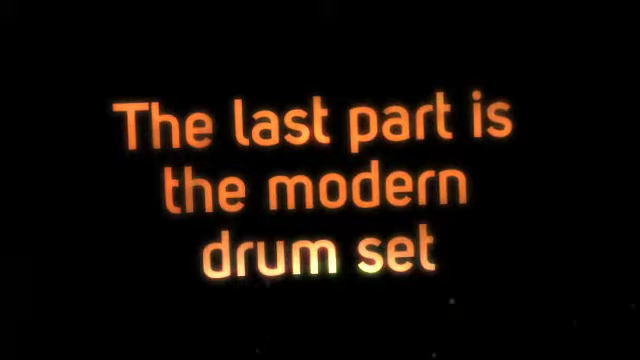 The last part is
the modern
drum set